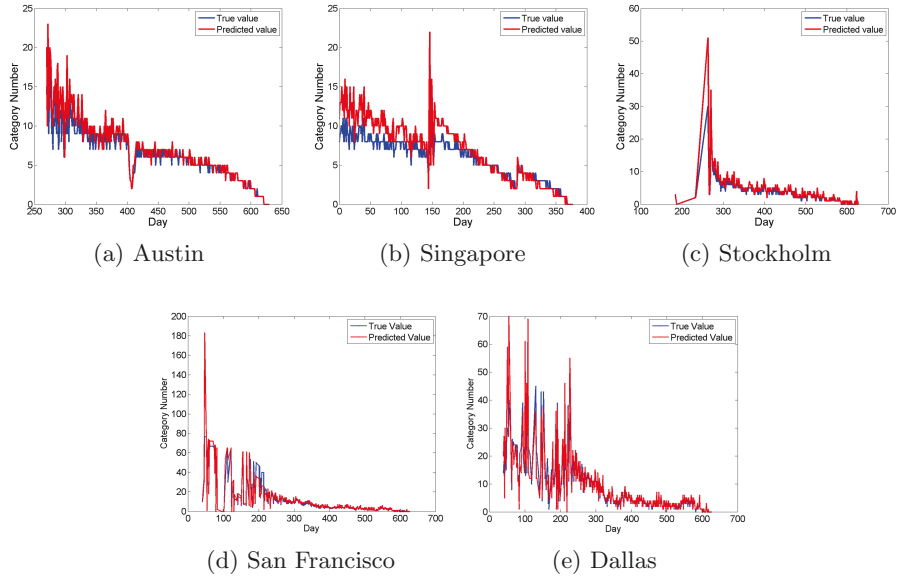 25
20
15
10
5
0
250 300 350 400 450 500 550 600 650
Category Number
Day
True value
Predicted value
(a) Austin
25
20
15
10
5
0
0 50 100 150 200 250 300 350 400
Category Number
Day
True value
Predicted value
(b) Singapore
60
50
40
30
20
10
0
100 200 300 400 500 600 700
Category Number
Day
True value
Predicted value
(c) Stockholm
200
180
160
140
120
100
80
60
40
20
0
0 100 200 300 400 500 600 700
Category Number
Day
True Value
Predicted Value
(d) San Francisco
70
60
50
40
30
20
10
0
0 100 200 300 400 500 600 700
Category Number
Day
True Value
Predicted Value
(e) Dallas